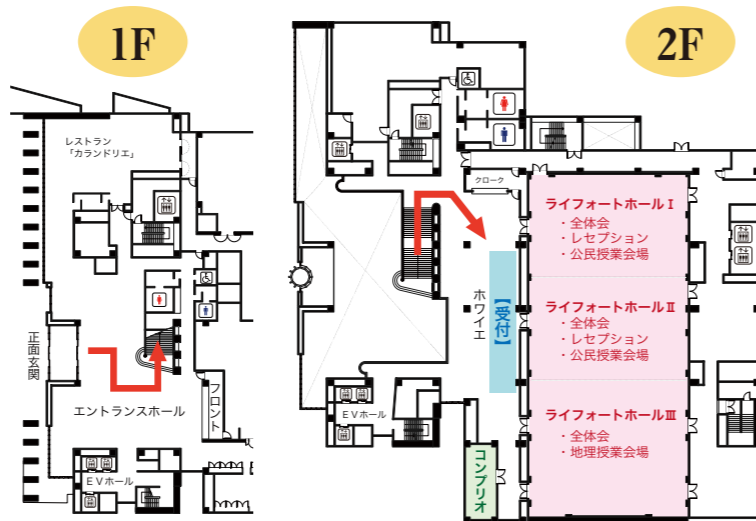 1F
レストラン
「カランドリエ」
正面玄関
エントランスホール
フロント
EVホール
2F
クローク
ホワイエ
【受付】
EVホール
コンプリオ
ライフォートホールⅠ
・全体会
・レセプション
・公民授業会場
ライフォートホールⅡ
・全体会
・レセプション
・公民授業会場
ライフォートホールⅢ
・全体会
・地理授業会場